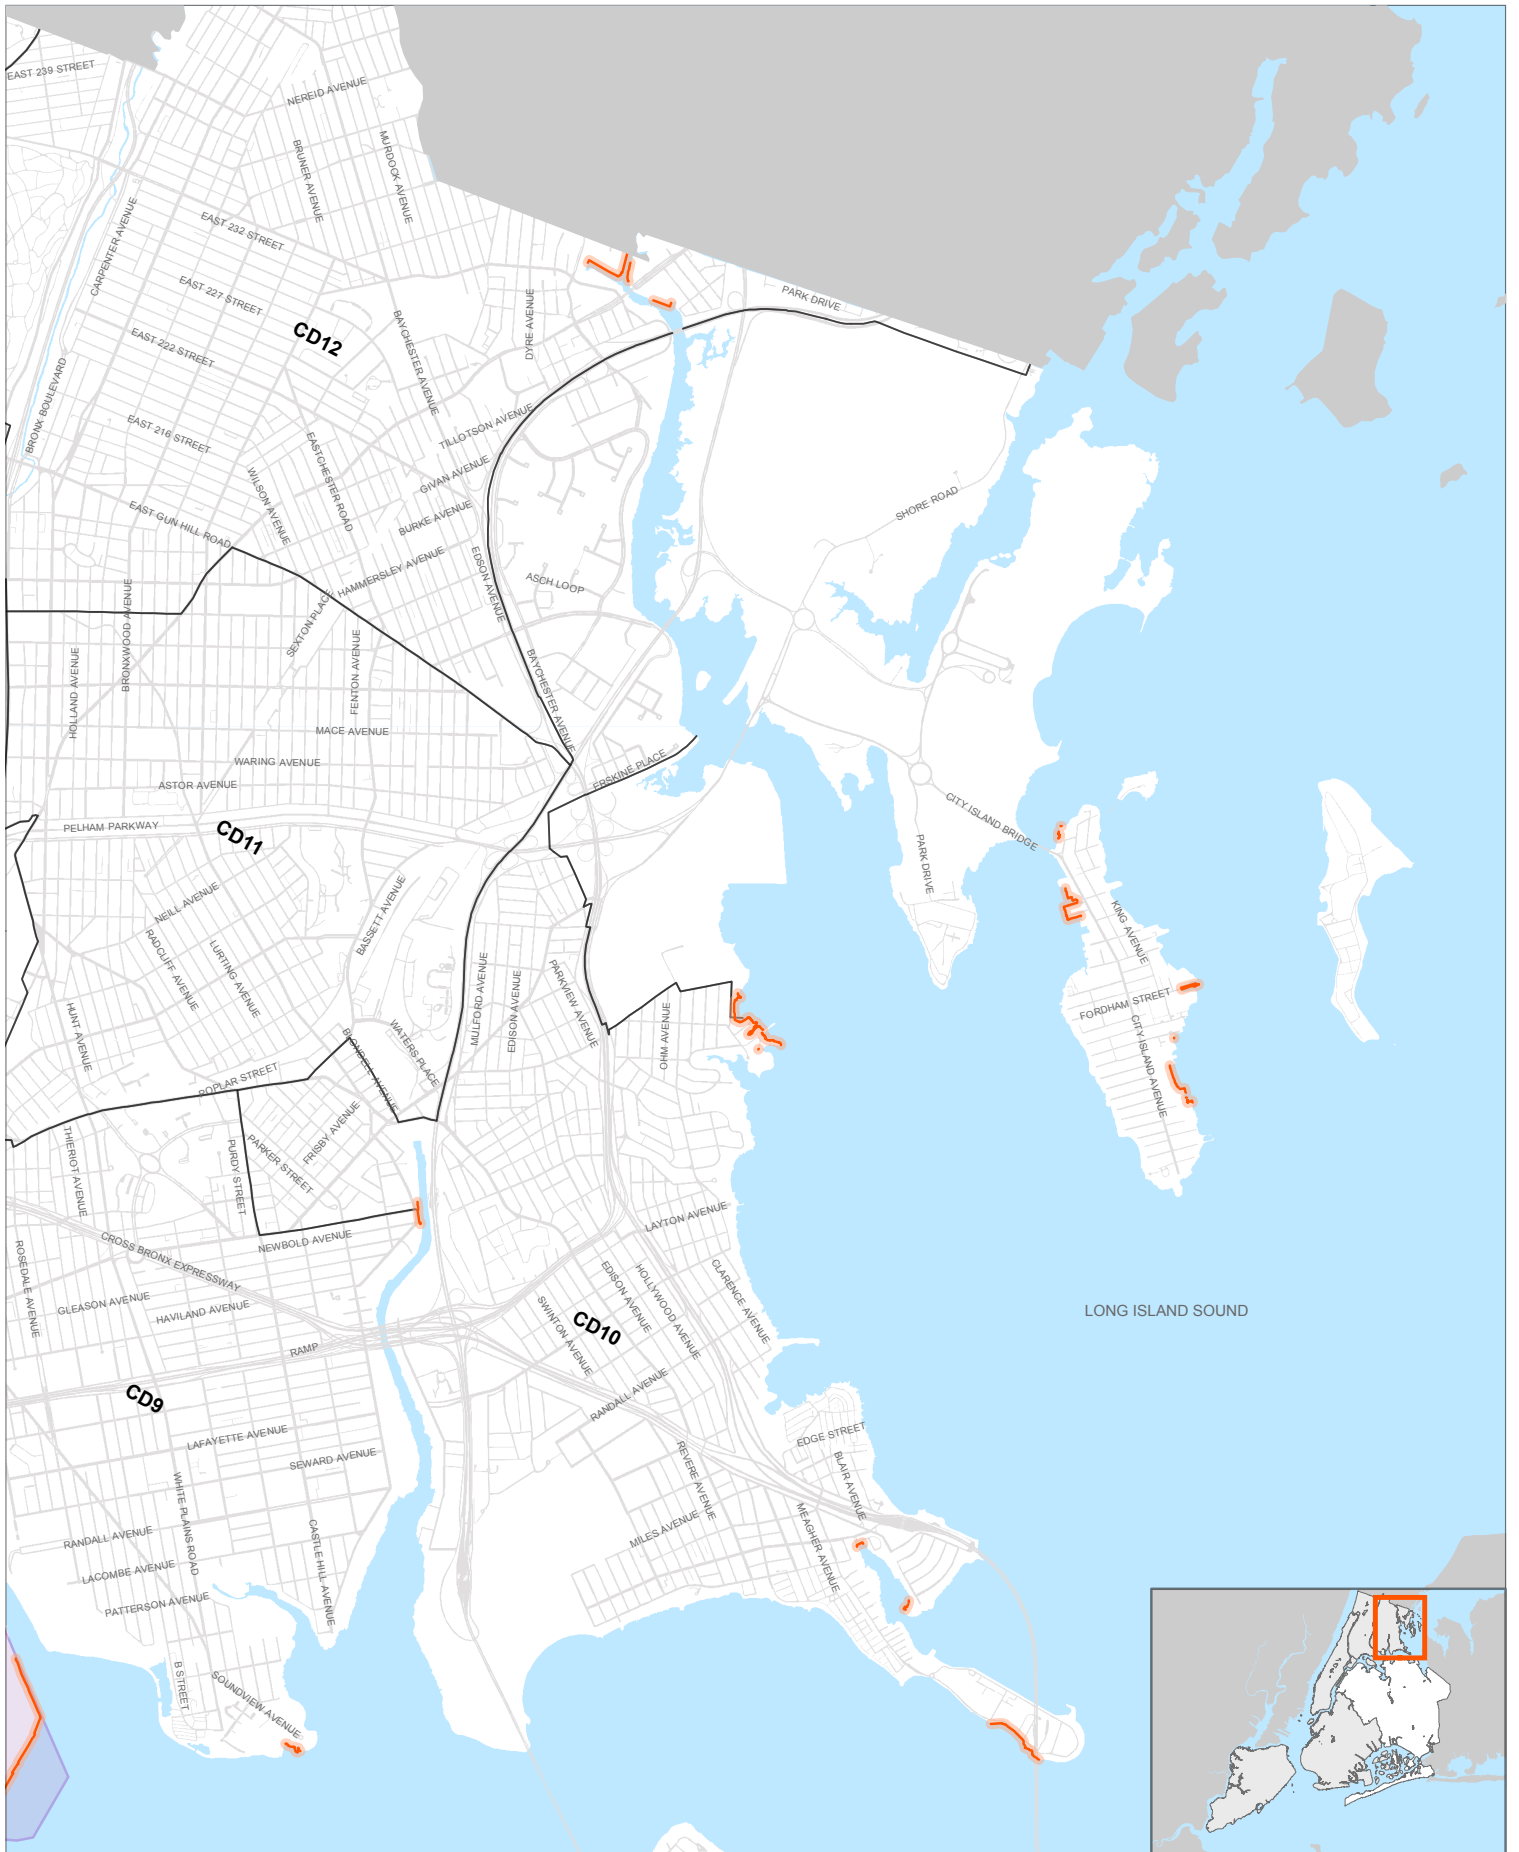 EAST 239 STREET
NEREID AVENUE
BRUNER AVENUE
MURDOCK AVENUE
CARPENTER AVENUE
EAST 232 STREET
EAST 227 STREET
PARK DRIVE
CD12
BAYCHESTER AVENUE
DYRE AVENUE
EAST 222 STREET
BRONX BOULEVARD
EAST 216 STREET
TILLOTSON AVENUE
EASTCHESTER ROAD
GIVAN AVENUE
WILSON AVENUE
SHORE ROAD
EAST GUN HILL ROAD
BURKE AVENUE
HAMMERSLEY AVENUE
EDSON AVENUE
ASCH LOOP
SEXTON PLACE
BRONXWOOD AVENUE
HOLLAND AVENUE
FENTON AVENUE
BAYCHESTER AVENUE
MACE AVENUE
WARING AVENUE
ERSKINE PLACE
ASTOR AVENUE
PELHAM PARKWAY
CD11
CITY ISLAND BRIDGE
PARK DRIVE
NEILL AVENUE
BASSETT AVENUE
KING AVENUE
RADCLIFF AVENUE
LURTING AVENUE
MULFORD AVENUE
EDISON AVENUE
PARKVIEW AVENUE
FORDHAM STREET
HUNT AVENUE
OHM AVENUE
WATERS PLACE
BLONDELL AVENUE
CITY ISLAND AVENUE
POPLAR STREET
FRISBY AVENUE
PARKER STREET
THIERIOT AVENUE
PURDY STREET
LAYTON AVENUE
NEWBOLD AVENUE
CROSS BRONX EXPRESSWAY
ROSEDALE AVENUE
GLEASON AVENUE
HAVILAND AVENUE
EDISON AVENUE
HOLLYWOOD AVENUE
CLARENCE AVENUE
SWINTON AVENUE
CD10
LONG ISLAND SOUND
RAMP
CD9
RANDALL AVENUE
LAFAYETTE AVENUE
EDGE STREET
SEWARD AVENUE
REVERE AVENUE
BLAIR AVENUE
WHITE PLAINS ROAD
MEAGHER AVENUE
MILES AVENUE
CASTLE HILL AVENUE
RANDALL AVENUE
LACOMBE AVENUE
PATTERSON AVENUE
B STREET
SOUNDVIEW AVENUE